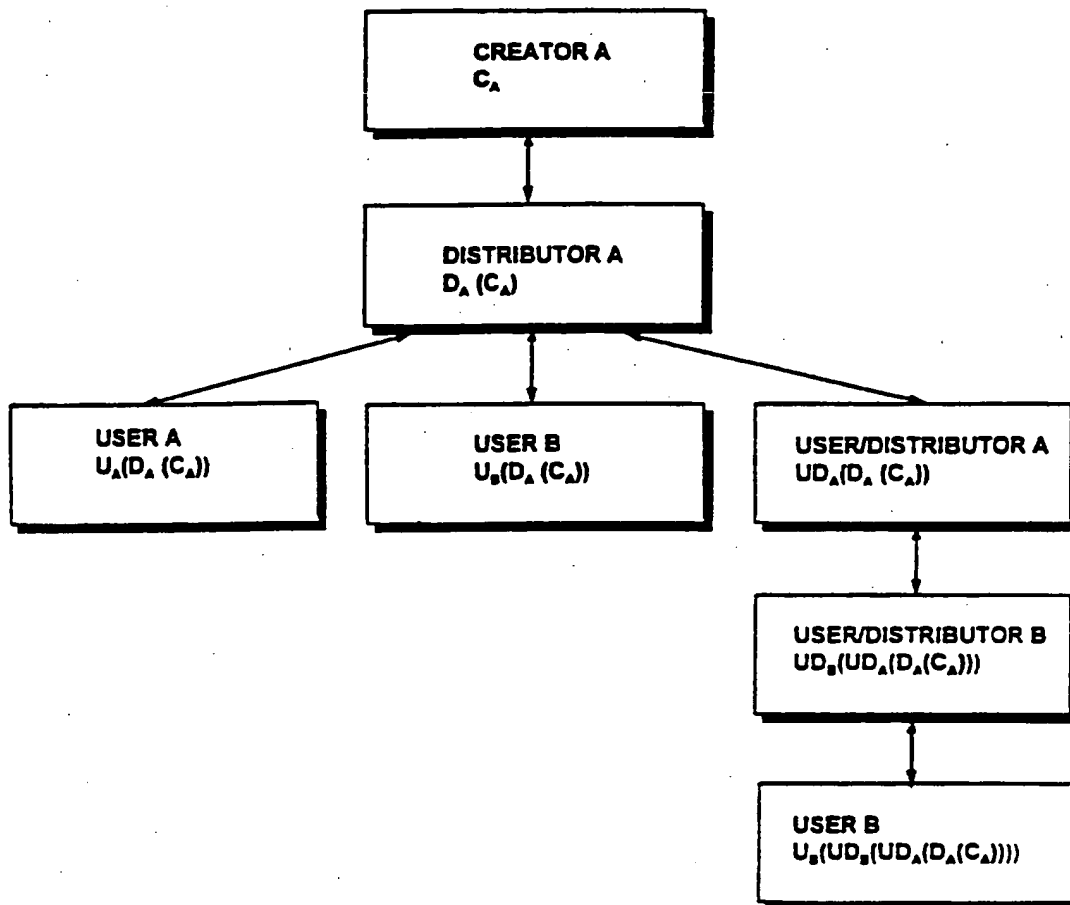 CREATOR A
C_A
DISTRIBUTOR A
D_A (C_A)
USER A
U_A(D_A (C_A))
USER B
U_B(D_A (C_A))
USER/DISTRIBUTOR A
UD_A(D_A (C_A))
USER/DISTRIBUTOR B
UD_B(UD_A(D_A(C_A)))
USER B
U_B(UD_B(UD_A(D_A(C_A))))